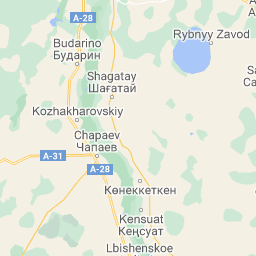 A-28
Rybnyy Zavod
Budarino
Бударин
Shagatay
Шағатай
Kozhakharovskiy
Chapaev
Чапаев
A-31
A-28
Көнеккеткен
Kensuat
Кеңсуат
Lbishenskoe